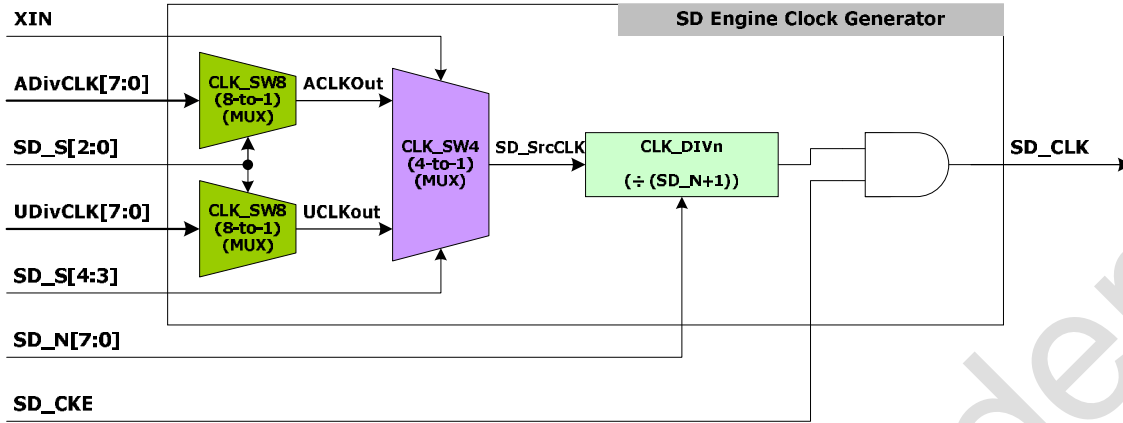 XIN
SD Engine Clock Generator
ADivCLK[7:0]
CLK_SW8
(8-to-1)
(MUX)
ACLKOut
SD_S[2:0]
CLK_SW4
(4-to-1)
(MUX)
SD_SrcCLK
CLK_DIVn
(÷ (SD_N+1))
SD_CLK
UDivCLK[7:0]
CLK_SW8
(8-to-1)
(MUX)
UCLKout
SD_S[4:3]
SD_N[7:0]
SD_CKE